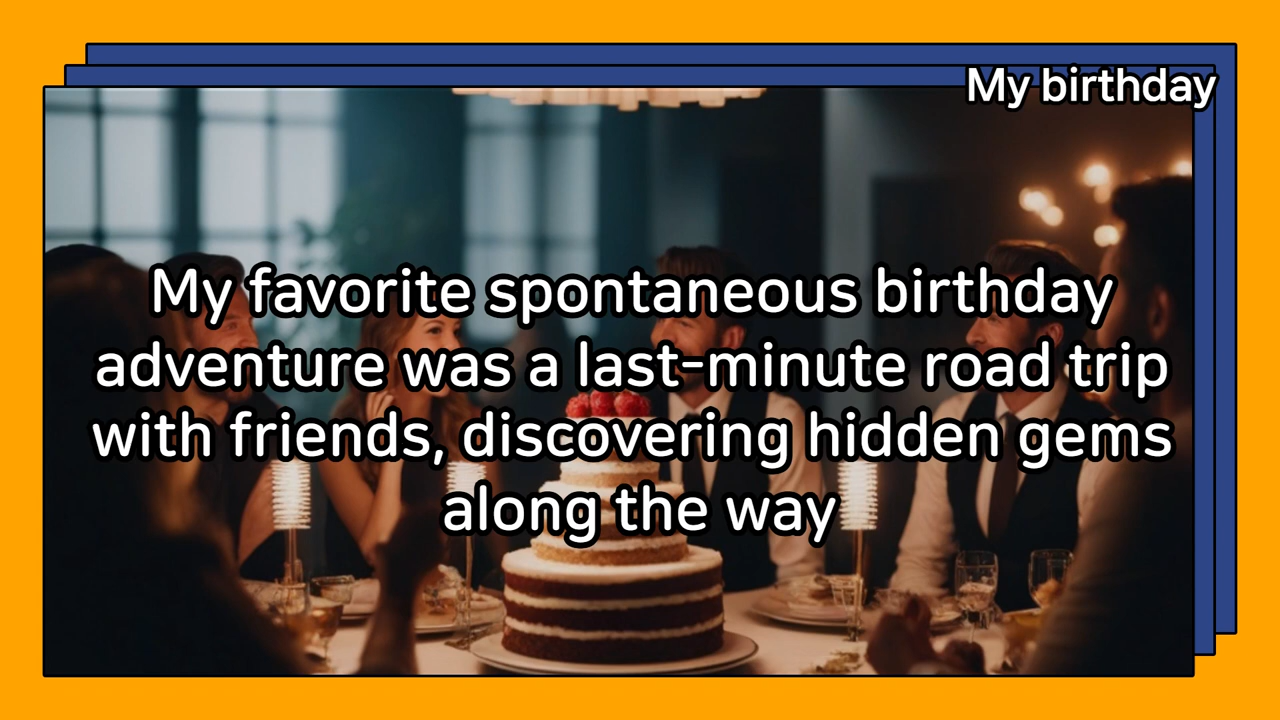 My birthday
My favorite spontaneous birthday
adventure was a last-minute road trip
with friends, discovering hidden gems
along the way